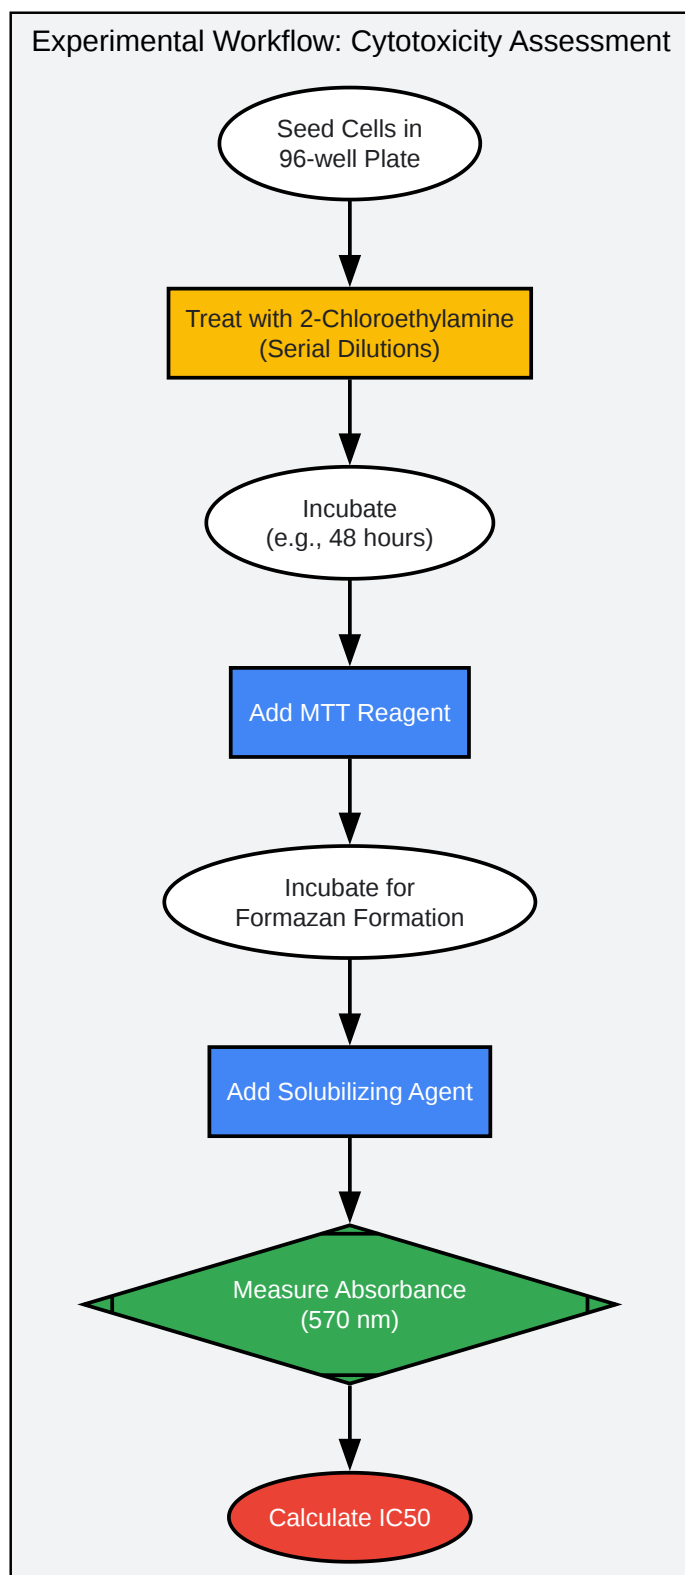 Experimental Workflow: Cytotoxicity Assessment
Seed Cells in
96-well Plate
Treat with 2-Chloroethylamine
(Serial Dilutions)
Incubate
(e.g., 48 hours)
Add MTT Reagent
Incubate for
Formazan Formation
Add Solubilizing Agent
Measure Absorbance
(570 nm)
Calculate IC50